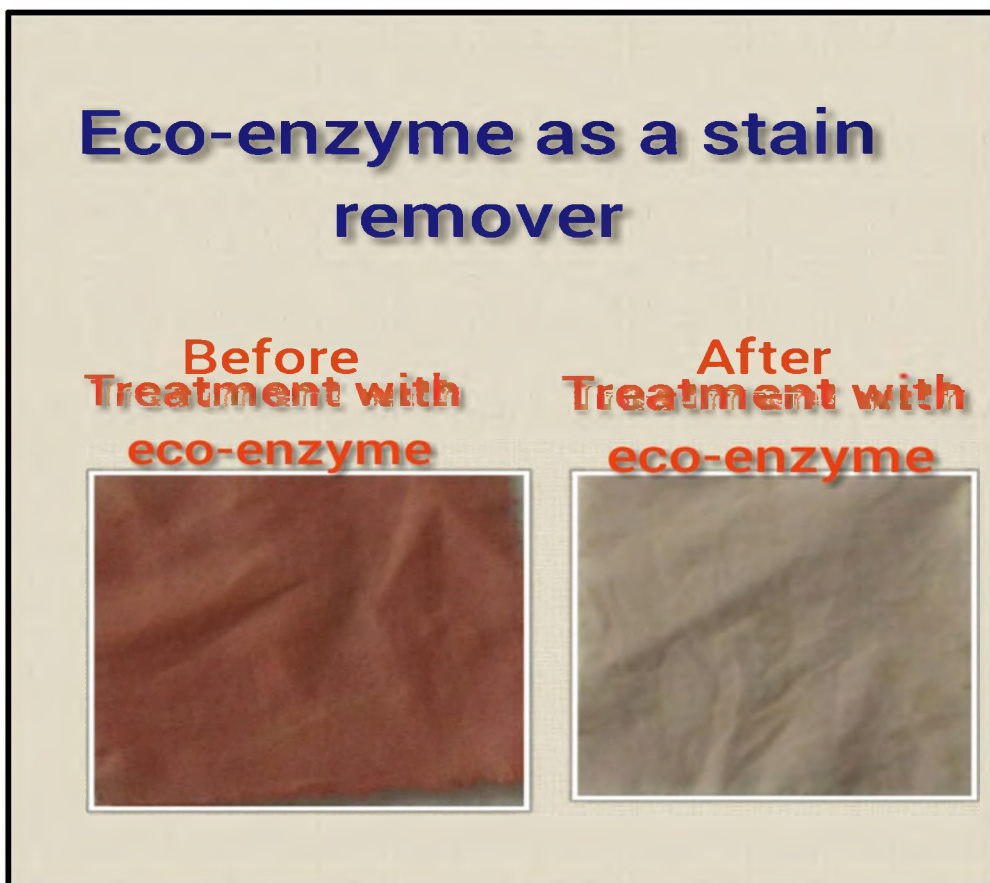 Eco-enzyme as a stain
remover
Before
Treatment with
eco-enzyme
After
Treatment with
eco-enzyme